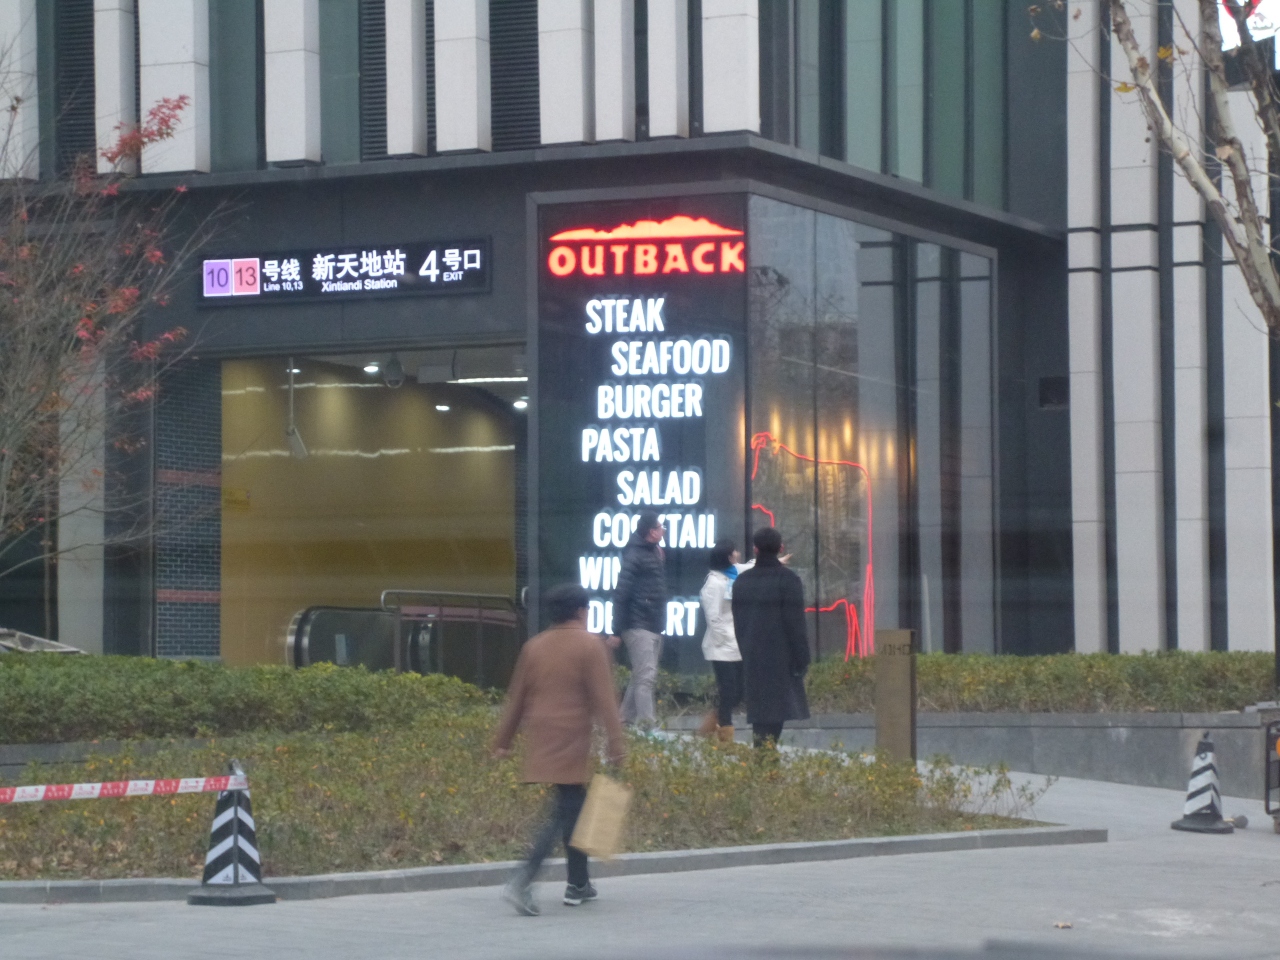 10 13 号线 新天地站 4 号口
Line 10,13 Xintiandi Station EXIT
OUTBACK
STEAK
SEAFOOD
BURGER
PASTA
SALAD
COCKTAIL